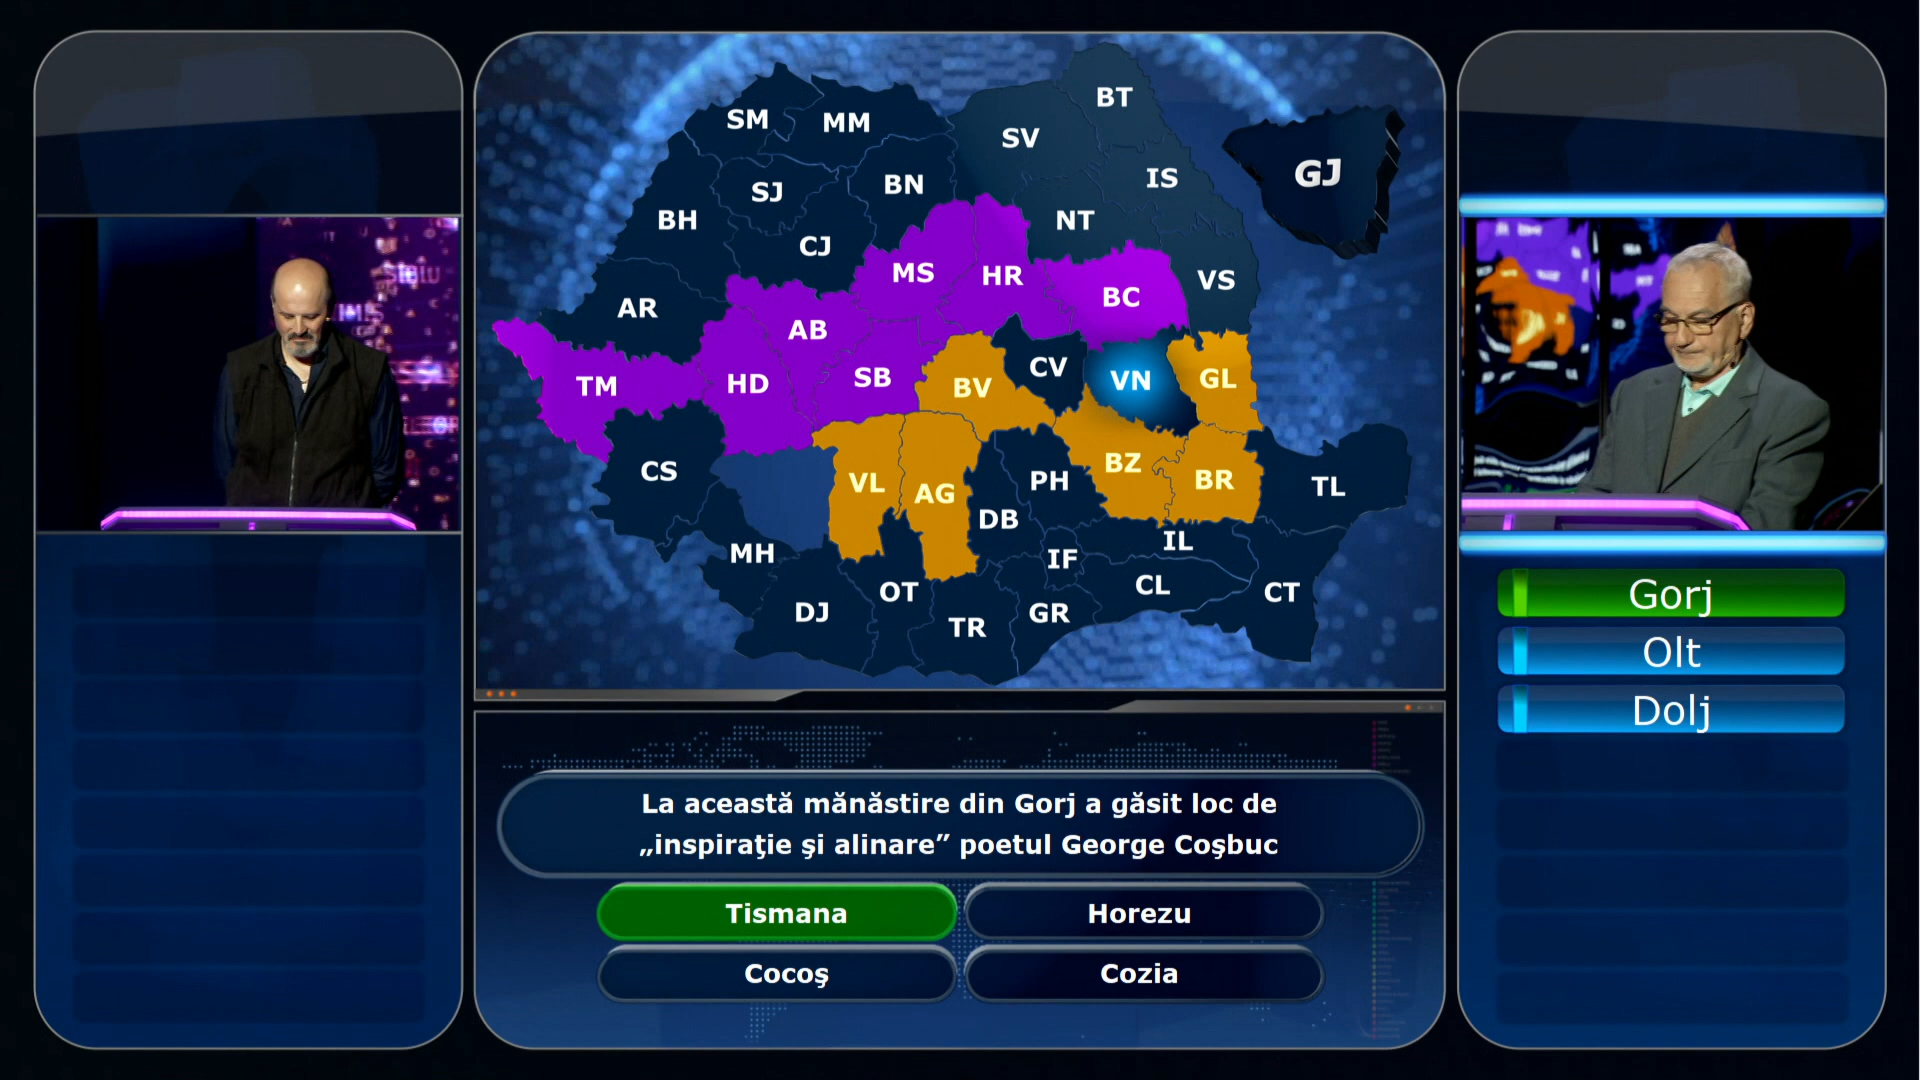 SM
MM
BT
SV
SJ
BN
IS
GJ
BH
CJ
NT
MS
HR
BC
VS
AR
AB
TM
HD
SB
BV
CV
VN
GL
CS
VL
AG
PH
BZ
BR
TL
DB
MH
IF
IL
DJ
OT
TR
GR
CL
CT
SIBIU
Gorj
Olt
Dolj
La această mănăstire din Gorj a găsit loc de
„inspiraţie şi alinare” poetul George Coşbuc
Tismana
Horezu
Cocoş
Cozia